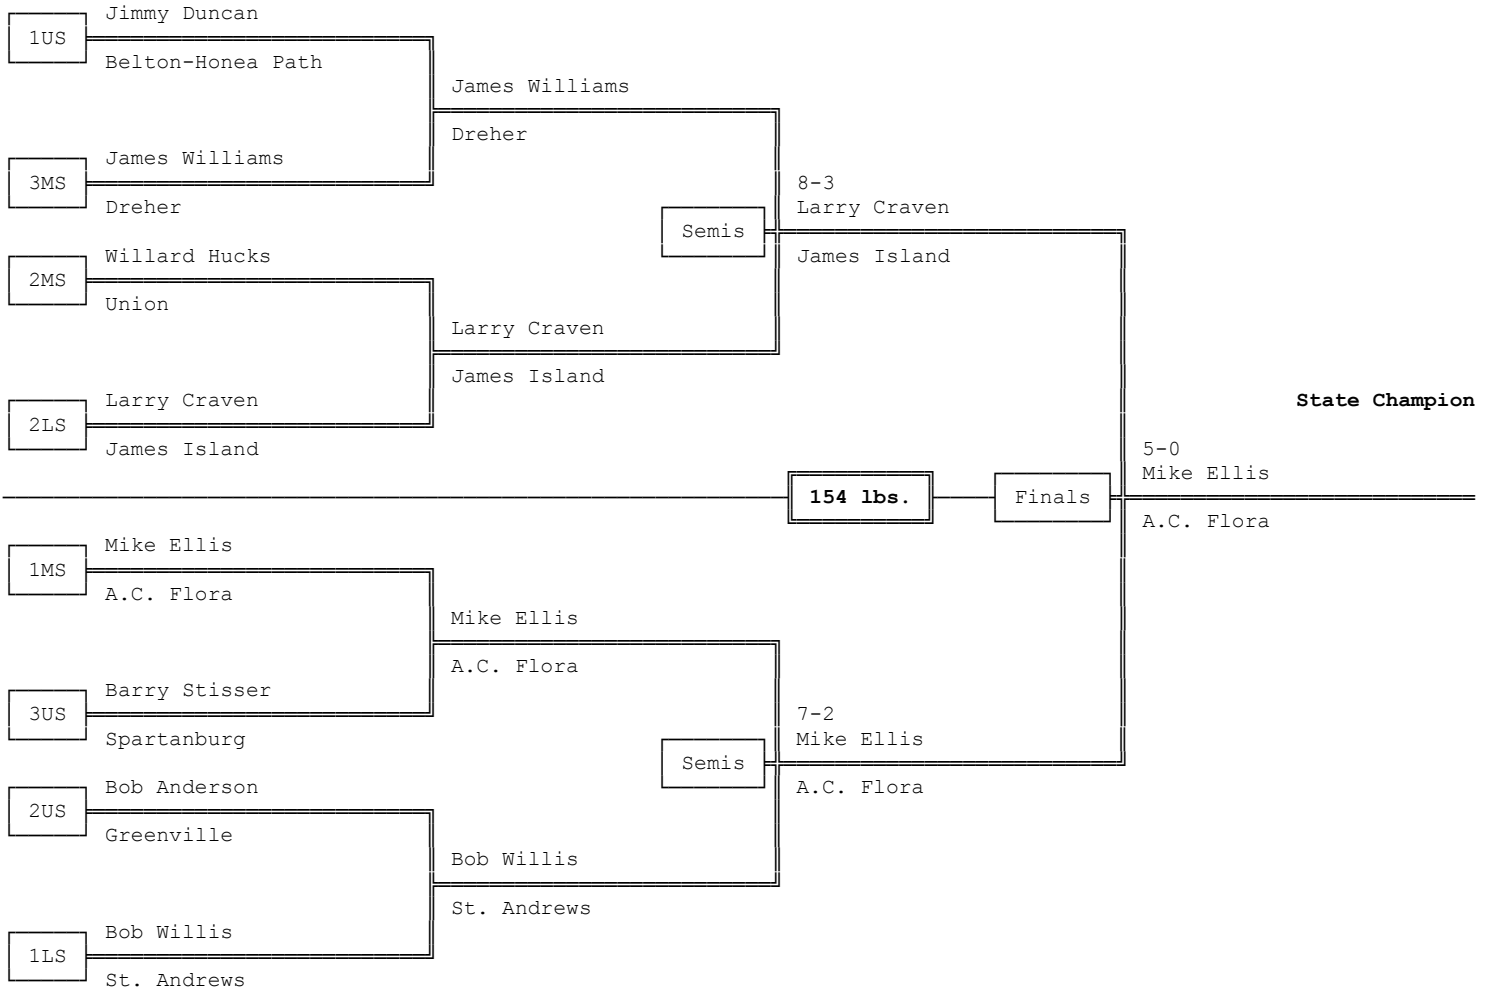 Jimmy Duncan
1US
Belton-Honea Path
James Williams
Dreher
James Williams
3MS
8-3
Dreher
Larry Craven
Semis
Willard Hucks
James Island
2MS
Union
Larry Craven
James Island
Larry Craven
State Champion
2LS
James Island
5-0
Mike Ellis
154 lbs.
Finals
A.C. Flora
Mike Ellis
1MS
A.C. Flora
Mike Ellis
A.C. Flora
Barry Stisser
3US
7-2
Spartanburg
Mike Ellis
Semis
Bob Anderson
A.C. Flora
2US
Greenville
Bob Willis
St. Andrews
Bob Willis
1LS
St. Andrews